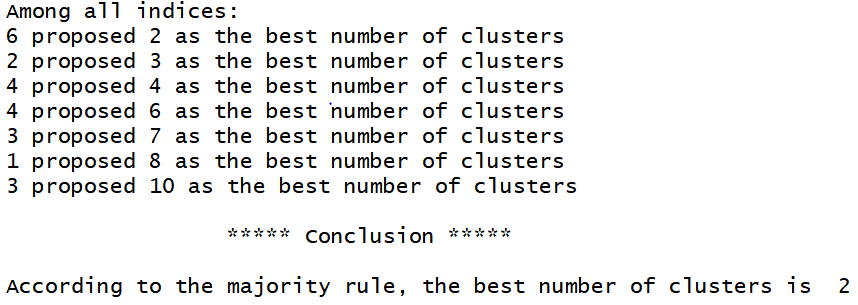 Among all indices:
6 proposed 2 as the best number of clusters
2 proposed 3 as the best number of clusters
4 proposed 4 as the best number of clusters
4 proposed 6 as the best number of clusters
3 proposed 7 as the best number of clusters
1 proposed 8 as the best number of clusters
3 proposed 10 as the best number of clusters
***** Conclusion *****
According to the majority rule, the best number of clusters is  2